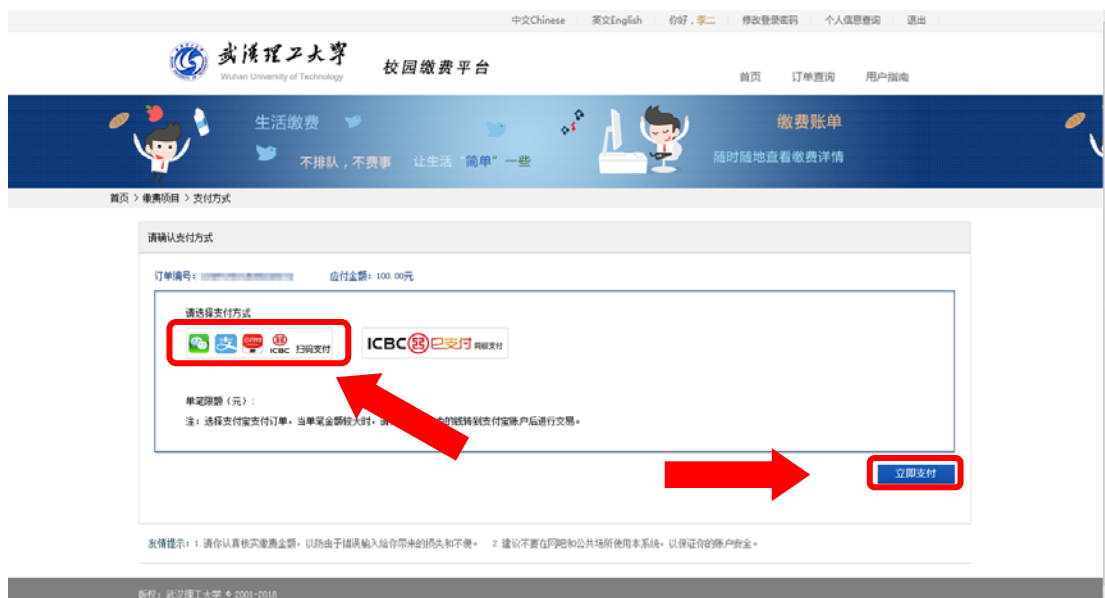 中文Chinese 英文English 你好，李二 修改登录密码 个人信息查询 退出
武汉理工大学
Wuhan University of Technology
校园缴费平台
首页 订单查询 用户指南
生活缴费
不排队，不费事 让生活“简单”一些
缴费账单
随时随地查看缴费详情
首页 > 缴费项目 > 支付方式
请确认支付方式
订单编号： 应付金额：100.00元
请选择支付方式
ICBC 扫码支付
ICBC e支付 网银支付
单笔限额（元）：
注：选择支付宝支付订单，当单笔金额较大时， 的钱转到支付宝账户后进行交易。
立即支付
友情提示：1.请你认真核实缴费金额，以防由于错误输入给你带来的损失和不便。 2.建议不要在网吧和公共场所使用本系统，以保证你的账户安全。
版权：武汉理工大学 © 2001-2018